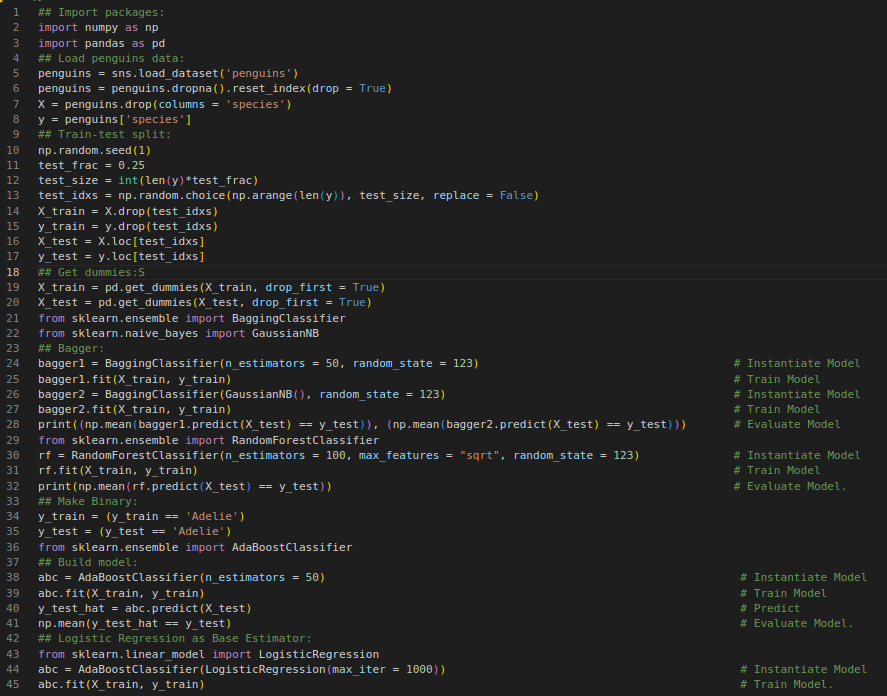 1 ## Import packages:
2 import numpy as np
3 import pandas as pd
4 ## Load penguins data:
5 penguins = sns.load_dataset('penguins')
6 penguins = penguins.dropna().reset_index(drop = True)
7 X = penguins.drop(columns = 'species')
8 y = penguins['species']
9 ## Train-test split:
10 np.random.seed(1)
11 test_frac = 0.25
12 test_size = int(len(y)*test_frac)
13 test_idxs = np.random.choice(np.arange(len(y)), test_size, replace = False)
14 X_train = X.drop(test_idxs)
15 y_train = y.drop(test_idxs)
16 X_test = X.loc[test_idxs]
17 y_test = y.loc[test_idxs]
18 ## Get dummies:S
19 X_train = pd.get_dummies(X_train, drop_first = True)
20 X_test = pd.get_dummies(X_test, drop_first = True)
21 from sklearn.ensemble import BaggingClassifier
22 from sklearn.naive_bayes import GaussianNB
23 ## Bagger:
24 bagger1 = BaggingClassifier(n_estimators = 50, random_state = 123) # Instantiate Model
25 bagger1.fit(X_train, y_train) # Train Model
26 bagger2 = BaggingClassifier(GaussianNB(), random_state = 123) # Instantiate Model
27 bagger2.fit(X_train, y_train) # Train Model
28 print((np.mean(bagger1.predict(X_test) == y_test)), (np.mean(bagger2.predict(X_test) == y_test))) # Evaluate Model
29 from sklearn.ensemble import RandomForestClassifier
30 rf = RandomForestClassifier(n_estimators = 100, max_features = "sqrt", random_state = 123) # Instantiate Model
31 rf.fit(X_train, y_train) # Train Model
32 print(np.mean(rf.predict(X_test) == y_test)) # Evaluate Model.
33 ## Make Binary:
34 y_train = (y_train == 'Adelie')
35 y_test = (y_test == 'Adelie')
36 from sklearn.ensemble import AdaBoostClassifier
37 ## Build model:
38 abc = AdaBoostClassifier(n_estimators = 50) # Instantiate Model
39 abc.fit(X_train, y_train) # Train Model
40 y_test_hat = abc.predict(X_test) # Predict
41 np.mean(y_test_hat == y_test) # Evaluate Model.
42 ## Logistic Regression as Base Estimator:
43 from sklearn.linear_model import LogisticRegression
44 abc = AdaBoostClassifier(LogisticRegression(max_iter = 1000)) # Instantiate Model
45 abc.fit(X_train, y_train) # Train Model.